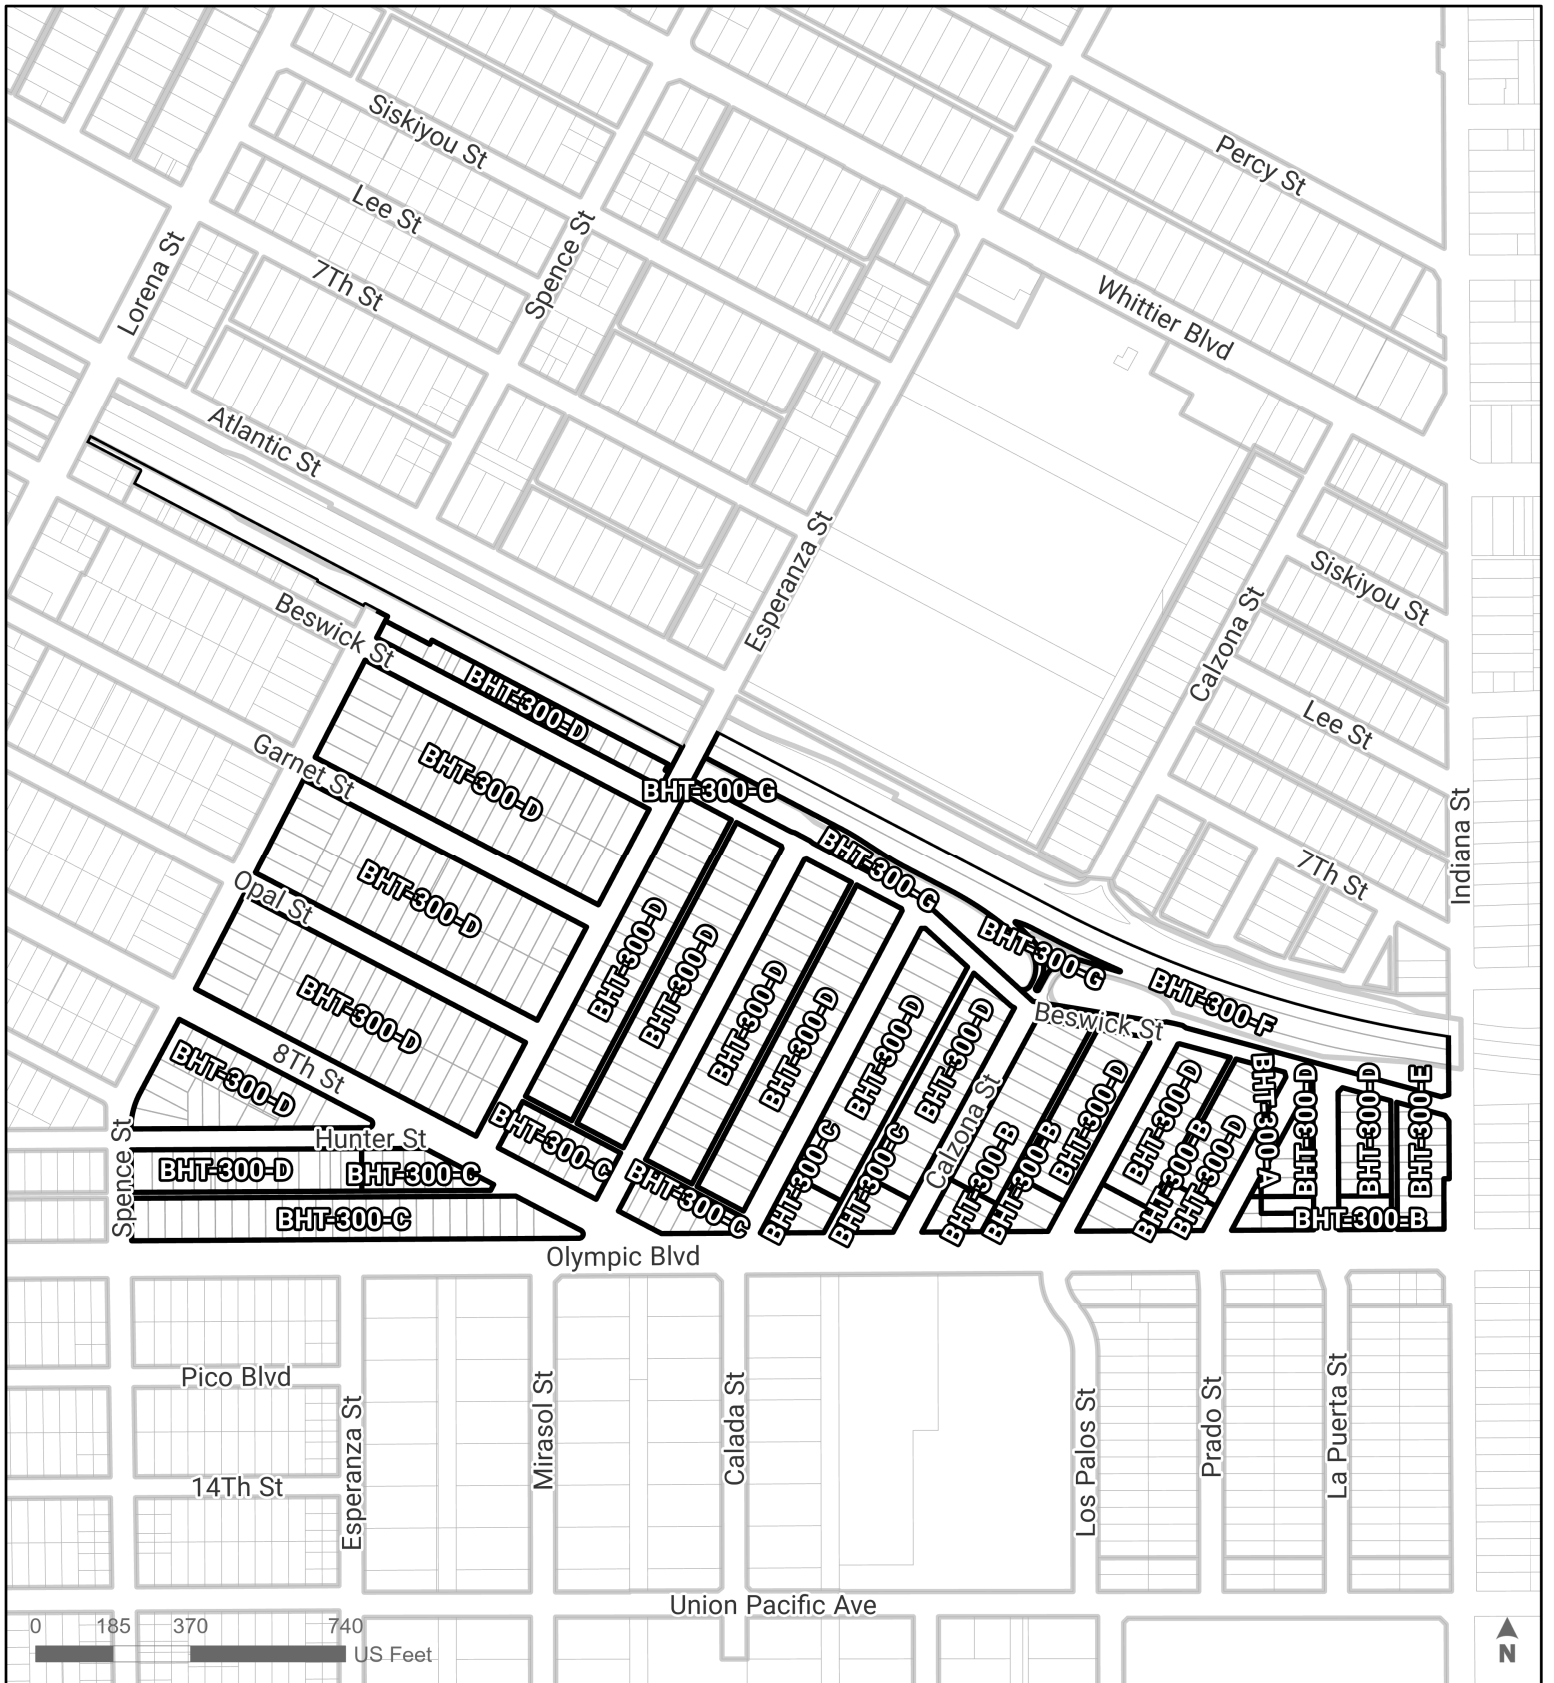 Percy St
Siskiyou St
Lee St
Spence St
Lorena St
7Th St
Whittier Blvd
Atlantic St
Esperanza St
Siskiyou St
Calzona St
Beswick St
Lee St
BHT-300-D
Garnet St
BHT-300-D
BHT-300-G
Indiana St
7Th St
BHT-300-G
Opal St
BHT-300-D
BHT-300-D
BHT-300-D
BHT-300-G
BHT-300-D
BHT-300-D
BHT-300-D
BHT-300-D
BHT-300-F
BHT-300-D
Beswick St
BHT-300-D
8Th St
Calzona St
BHT-300-D
BHT-300-D
BHT-300-A
BHT-300-D
BHT-300-D
BHT-300-E
Spence St
Hunter St
BHT-300-C
BHT-300-D
BHT-300-C
BHT-300-C
BHT-300-C
BHT-300-C
BHT-300-B
BHT-300-B
BHT-300-B
BHT-300-D
BHT-300-C
BHT-300-B
Olympic Blvd
Pico Blvd
Esperanza St
Mirasol St
Calada St
Los Palos St
Prado St
La Puerta St
14Th St
Union Pacific Ave
0 185 370 740
US Feet
N